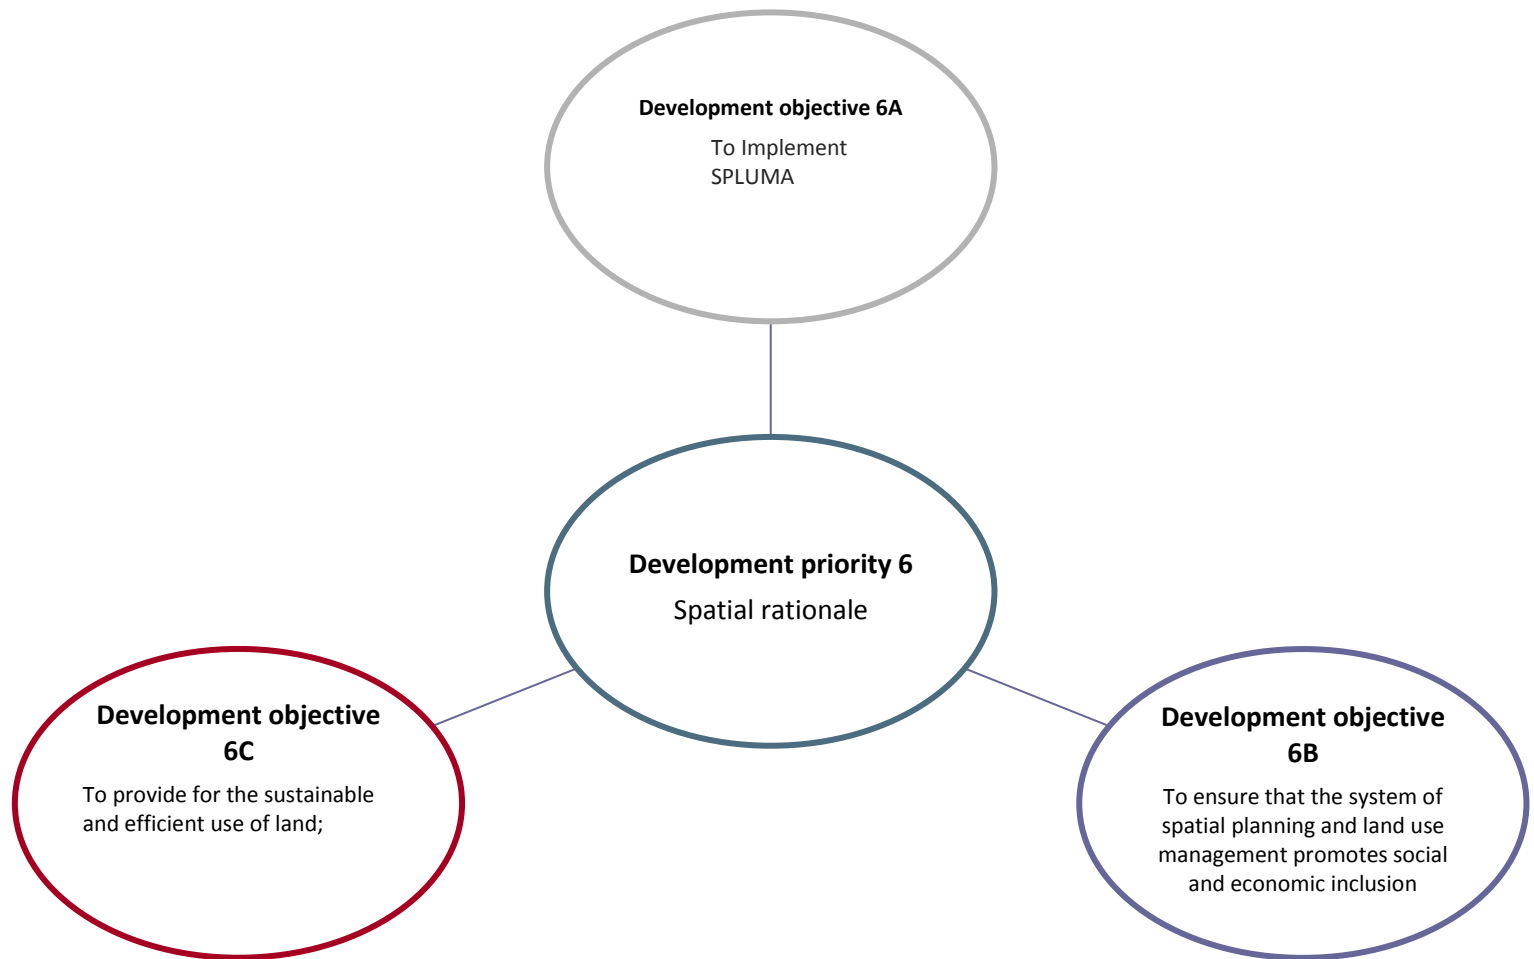 Development objective 6A
To Implement
SPLUMA
Development priority 6
Spatial rationale
Development objective
6C
To provide for the sustainable
and efficient use of land;
Development objective
6B
To ensure that the system of
spatial planning and land use
management promotes social
and economic inclusion